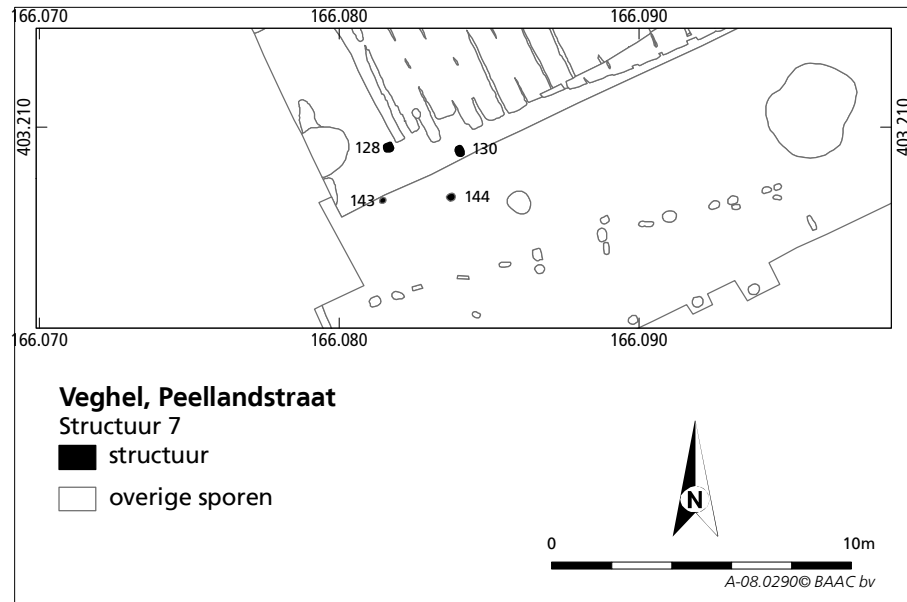 166.070 166.080 166.090
403.210 403.210
128 130
143 144
166.070 166.080 166.090
Veghel, Peellandstraat
Structuur 7
structuur
overige sporen
N
0 10m
A-08.0290© BAAC bv